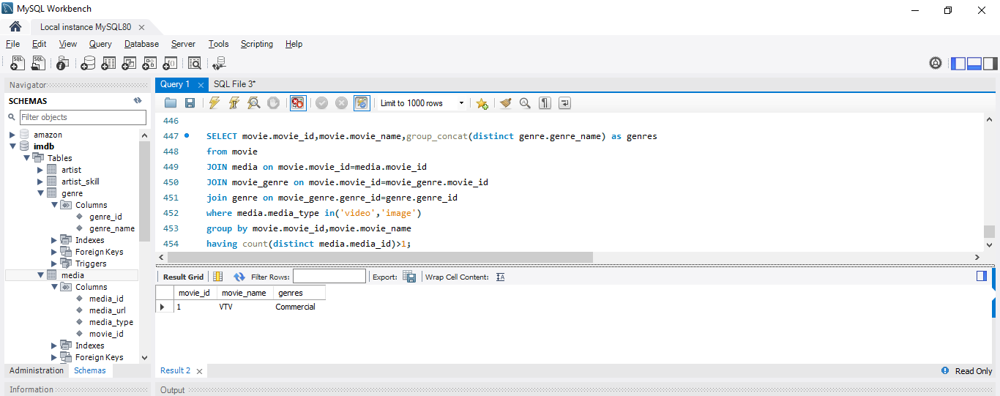 MySQL Workbench
Local instance MySQL80
File Edit View Query Database Server Tools Scripting Help
Navigator
SCHEMAS
Filter objects
amazon
imdb
Tables
artist
artist_skill
genre
Columns
genre_id
genre_name
Indexes
Foreign Keys
Triggers
media
Columns
media_id
media_url
media_type
movie_id
Indexes
Foreign Keys
Administration Schemas
Information
Query 1 SQL File 3*
Limit to 1000 rows
446
447 SELECT movie.movie_id,movie.movie_name,group_concat(distinct genre.genre_name) as genres
448 from movie
449 JOIN media on movie.movie_id=media.movie_id
450 JOIN movie_genre on movie.movie_id=movie_genre.movie_id
451 join genre on movie_genre.genre_id=genre.genre_id
452 where media.media_type in('video','image')
453 group by movie.movie_id,movie.movie_name
454 having count(distinct media.media_id)>1;
Result Grid Filter Rows: Export: Wrap Cell Content:
movie_id movie_name genres
1 VTV Commercial
Result 2 Read Only
Output